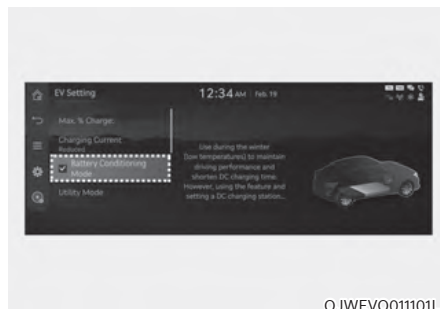 EV Setting
12:34 AM Feb. 19
Max. % Charge:
Charging Current
Reduced
Battery Conditioning
Mode
Utility Mode
Use during the winter
(low temperatures) to maintain
driving performance and
shorten DC charging time.
However, using the feature and
setting a DC charging station...
OJWEVQ011101L